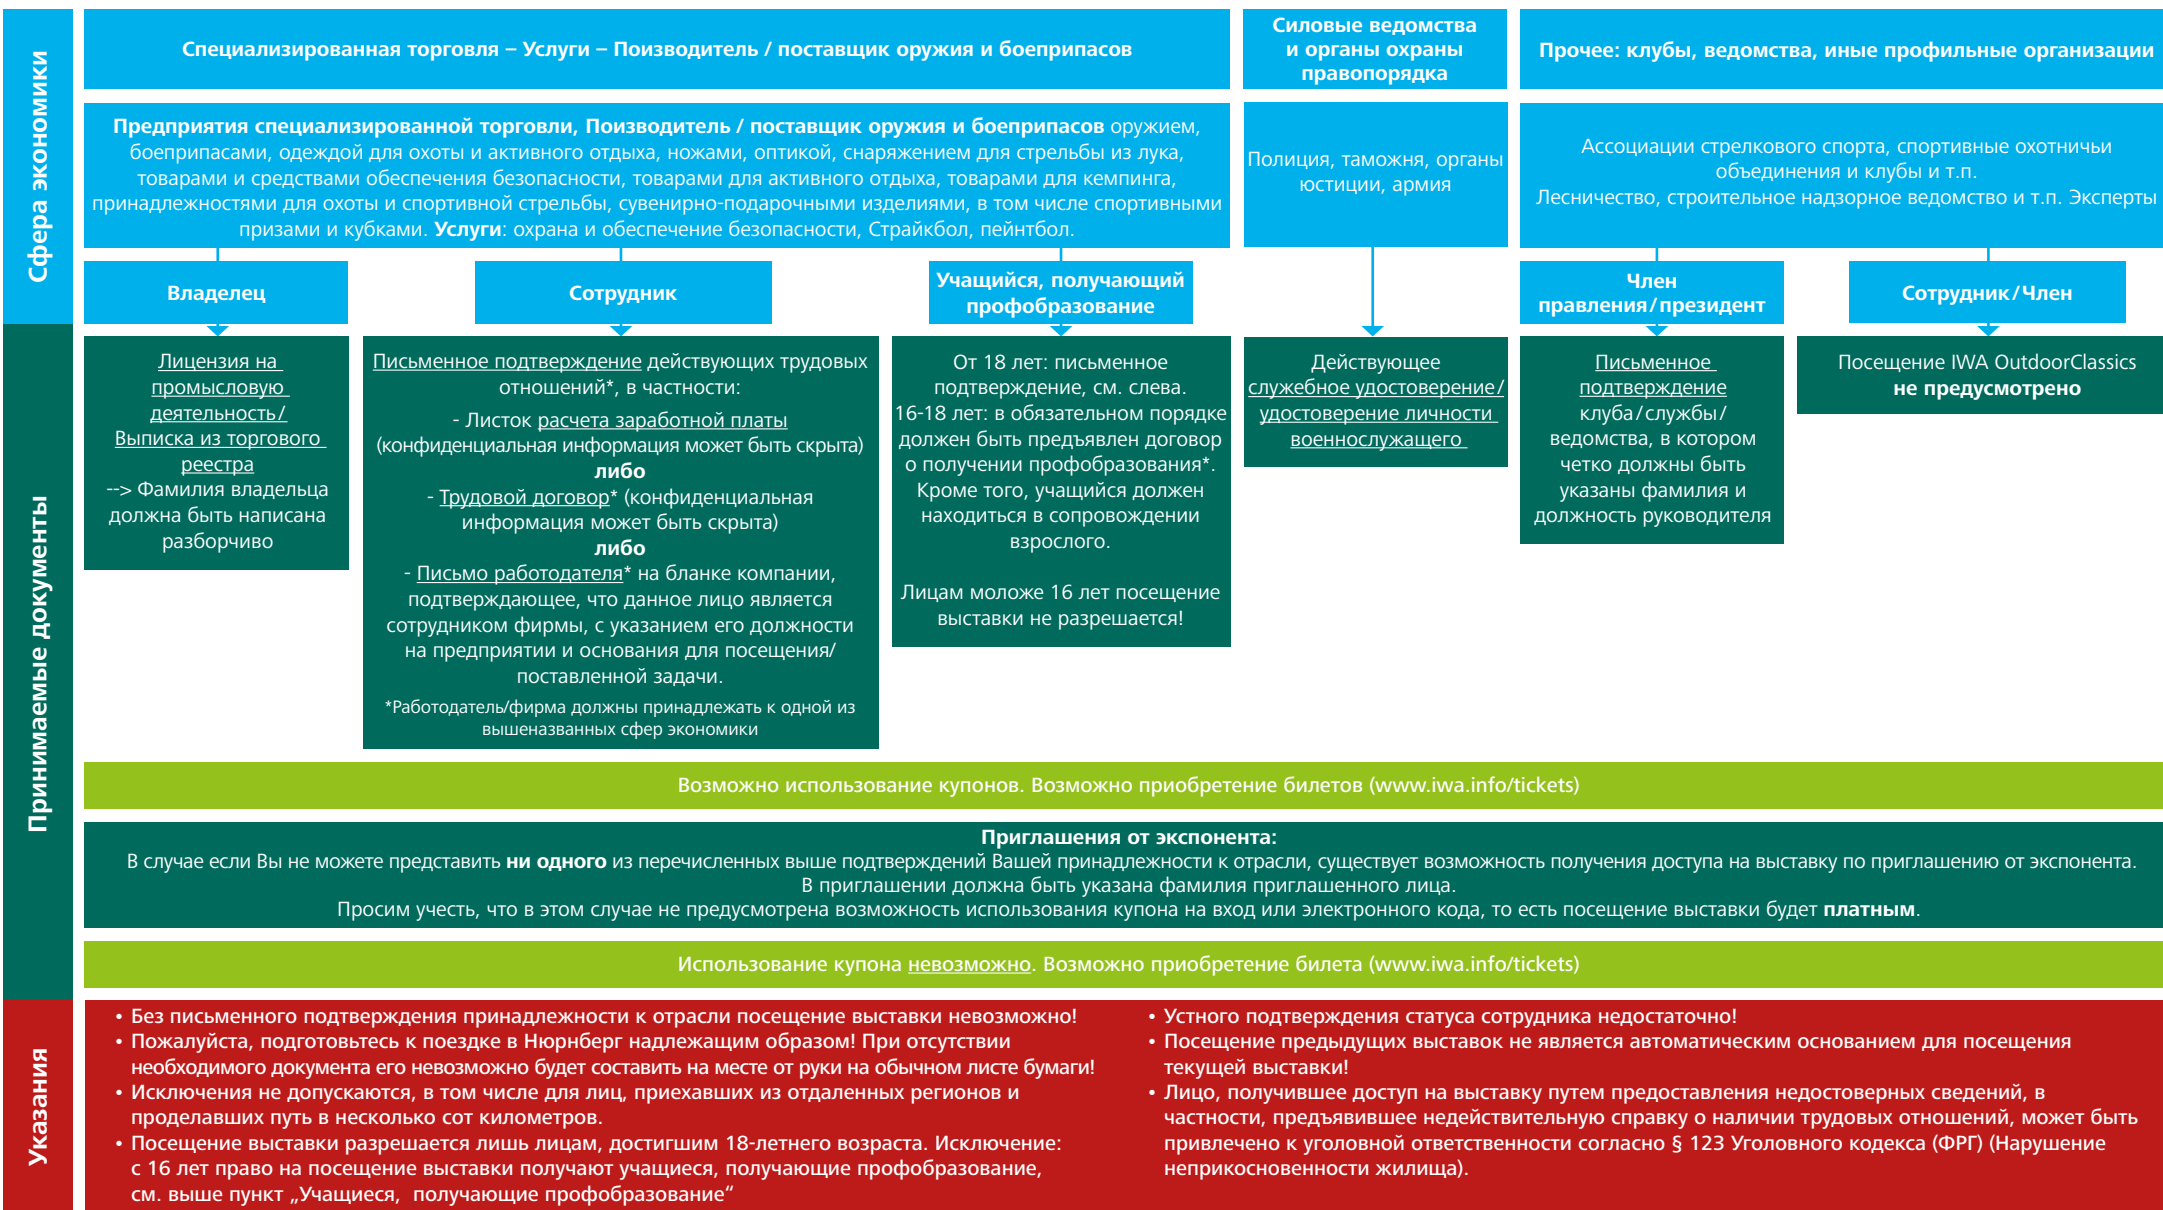 Сфера экономики
Специализированная торговля – Услуги – Поизводитель / поставщик оружия и боеприпасов
Силовые ведомства
и органы охраны
правопорядка
Прочее: клубы, ведомства, иные профильные организации
Предприятия специализированной торговли, Поизводитель / поставщик оружия и боеприпасов оружием,
боеприпасами, одеждой для охоты и активного отдыха, ножами, оптикой, снаряжением для стрельбы из лука,
товарами и средствами обеспечения безопасности, товарами для активного отдыха, товарами для кемпинга,
принадлежностями для охоты и спортивной стрельбы, сувенирно-подарочными изделиями, в том числе спортивными
призами и кубками. Услуги: охрана и обеспечение безопасности, Страйкбол, пейнтбол.
Полиция, таможня, органы
юстиции, армия
Ассоциации стрелкового спорта, спортивные охотничьи
объединения и клубы и т.п.
Лесничество, строительное надзорное ведомство и т.п. Эксперты
Владелец
Сотрудник
Учащийся, получающий
профобразование
Член
правления/президент
Сотрудник/Член
Принимаемые документы
Лицензия на
промысловую
деятельность/
Выписка из торгового
реестра
--> Фамилия владельца
должна быть написана
разборчиво
Письменное подтверждение действующих трудовых
отношений*, в частности:
- Листок расчета заработной платы
(конфиденциальная информация может быть скрыта)
либо
- Трудовой договор* (конфиденциальная
информация может быть скрыта)
либо
- Письмо работодателя* на бланке компании,
подтверждающее, что данное лицо является
сотрудником фирмы, с указанием его должности
на предприятии и основания для посещения/
поставленной задачи.
*Работодатель/фирма должны принадлежать к одной из
вышеназванных сфер экономики
От 18 лет: письменное
подтверждение, см. слева.
16-18 лет: в обязательном порядке
должен быть предъявлен договор
о получении профобразования*.
Кроме того, учащийся должен
находиться в сопровождении
взрослого.
Лицам моложе 16 лет посещение
выставки не разрешается!
Действующее
служебное удостоверение/
удостоверение личности
военнослужащего
Письменное
подтверждение
клуба/службы/
ведомства, в котором
четко должны быть
указаны фамилия и
должность руководителя
Посещение IWA OutdoorClassics
не предусмотрено
Возможно использование купонов. Возможно приобретение билетов (www.iwa.info/tickets)
Приглашения от экспонента:
В случае если Вы не можете представить ни одного из перечисленных выше подтверждений Вашей принадлежности к отрасли, существует возможность получения доступа на выставку по приглашению от экспонента.
В приглашении должна быть указана фамилия приглашенного лица.
Просим учесть, что в этом случае не предусмотрена возможность использования купона на вход или электронного кода, то есть посещение выставки будет платным.
Использование купона невозможно. Возможно приобретение билета (www.iwa.info/tickets)
Указания
• Без письменного подтверждения принадлежности к отрасли посещение выставки невозможно!
• Пожалуйста, подготовьтесь к поездке в Нюрнберг надлежащим образом! При отсутствии
необходимого документа его невозможно будет составить на месте от руки на обычном листе бумаги!
• Исключения не допускаются, в том числе для лиц, приехавших из отдаленных регионов и
проделавших путь в несколько сот километров.
• Посещение выставки разрешается лишь лицам, достигшим 18-летнего возраста. Исключение:
с 16 лет право на посещение выставки получают учащиеся, получающие профобразование,
см. выше пункт „Учащиеся, получающие профобразование“
• Устного подтверждения статуса сотрудника недостаточно!
• Посещение предыдущих выставок не является автоматическим основанием для посещения
текущей выставки!
• Лицо, получившее доступ на выставку путем предоставления недостоверных сведений, в
частности, предъявившее недействительную справку о наличии трудовых отношений, может быть
привлечено к уголовной ответственности согласно § 123 Уголовного кодекса (ФРГ) (Нарушение
неприкосновенности жилища).